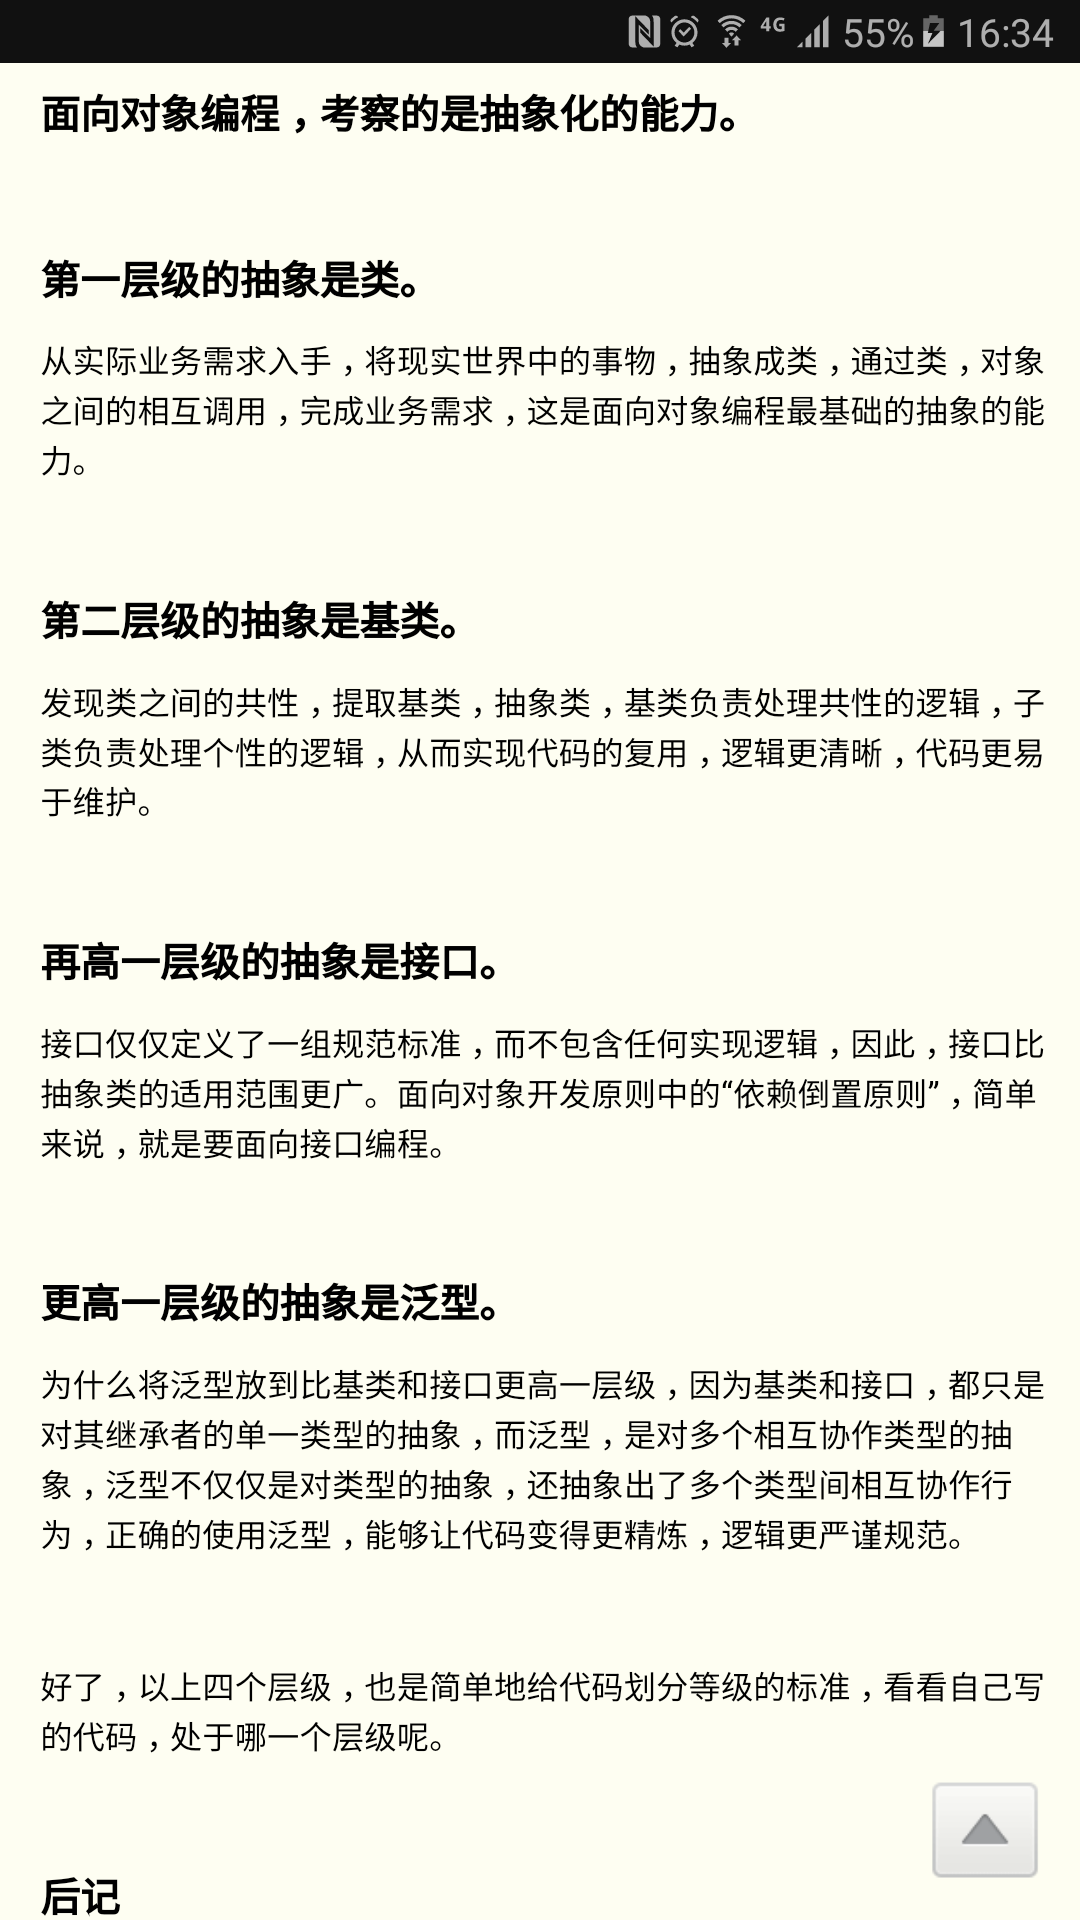 4G 55% 16:34
面向对象编程，考察的是抽象化的能力。
第一层级的抽象是类。
从实际业务需求入手，将现实世界中的事物，抽象成类，通过类，对象
之间的相互调用，完成业务需求，这是面向对象编程最基础的抽象的能
力。
第二层级的抽象是基类。
发现类之间的共性，提取基类，抽象类，基类负责处理共性的逻辑，子
类负责处理个性的逻辑，从而实现代码的复用，逻辑更清晰，代码更易
于维护。
再高一层级的抽象是接口。
接口仅仅定义了一组规范标准，而不包含任何实现逻辑，因此，接口比
抽象类的适用范围更广。面向对象开发原则中的“依赖倒置原则”，简单
来说，就是要面向接口编程。
更高一层级的抽象是泛型。
为什么将泛型放到比基类和接口更高一层级，因为基类和接口，都只是
对其继承者的单一类型的抽象，而泛型，是对多个相互协作类型的抽
象，泛型不仅仅是对类型的抽象，还抽象出了多个类型间相互协作行
为，正确的使用泛型，能够让代码变得更精炼，逻辑更严谨规范。
好了，以上四个层级，也是简单地给代码划分等级的标准，看看自己写
的代码，处于哪一个层级呢。
后记